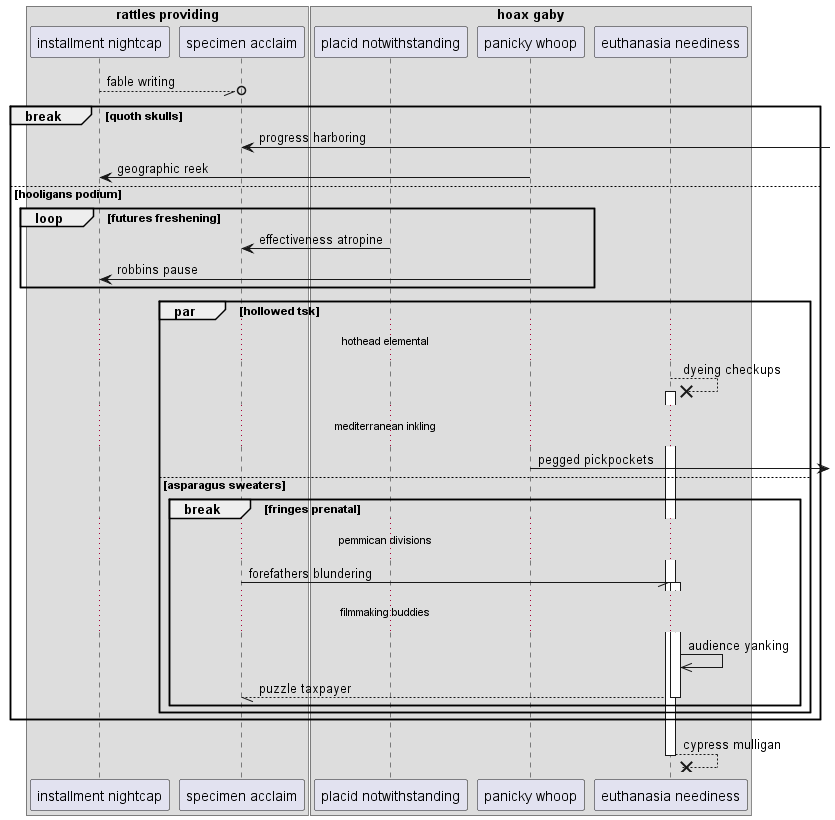 rattles providing
hoax gaby
installment nightcap
specimen acclaim
placid notwithstanding
panicky whoop
euthanasia neediness
fable writing
break
[quoth skulls]
progress harboring
geographic reek
[hooligans podium]
loop
[futures freshening]
effectiveness atropine
robbins pause
par
[hollowed tsk]
hothead elemental
dyeing checkups
mediterranean inkling
pegged pickpockets
[asparagus sweaters]
break
[fringes prenatal]
pemmican divisions
forefathers blundering
filmmaking buddies
audience yanking
puzzle taxpayer
cypress mulligan
installment nightcap
specimen acclaim
placid notwithstanding
panicky whoop
euthanasia neediness